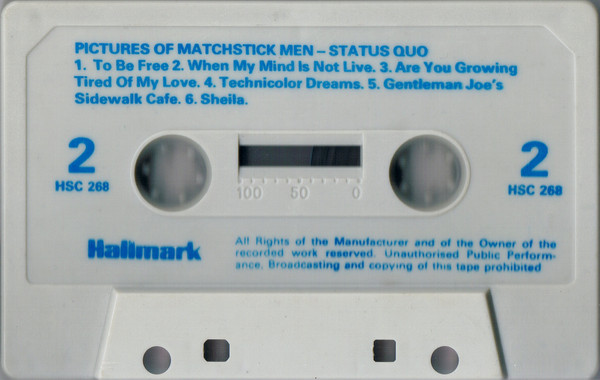 PICTURES OF MATCHSTICK MEN – STATUS QUO
1. To Be Free 2. When My Mind Is Not Live. 3. Are You Growing
Tired Of My Love. 4. Technicolor Dreams. 5. Gentleman Joe's
Sidewalk Cafe. 6. Sheila.
2
HSC 268
100 50 0
2
HSC 268
Hallmark
All Rights of the Manufacturer and of the Owner of the
recorded work reserved. Unauthorised Public Perform-
ance, Broadcasting and copying of this tape prohibited